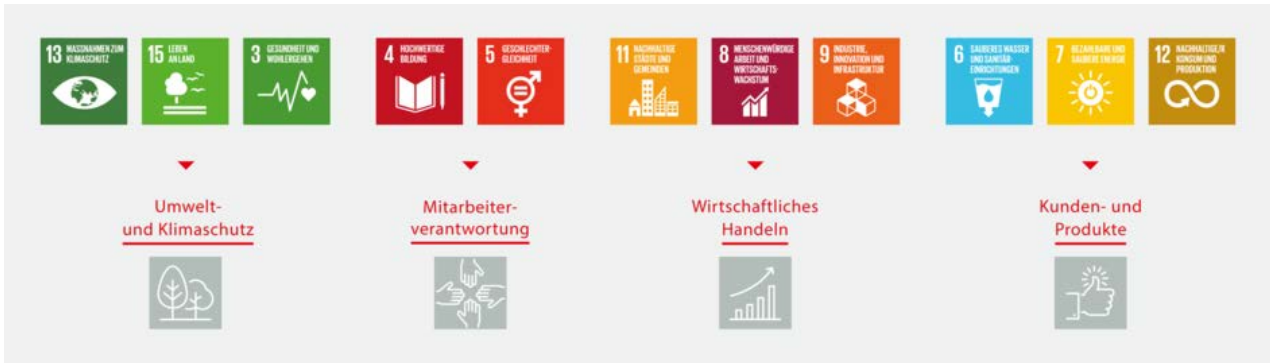 13 MASSNAHMEN ZUM
KLIMASCHUTZ
15 LEBEN
AN LAND
3 GESUNDHEIT UND
WOHLERGEHEN
4 HOCHWERTIGE
BILDUNG
5 GESCHLECHTER-
GLEICHHEIT
11 NACHHALTIGE
STÄDTE UND
GEMEINDEN
8 MENSCHENWÜRDIGE
ARBEIT UND
WIRTSCHAFTS-
WACHSTUM
9 INDUSTRIE,
INNOVATION UND
INFRASTRUKTUR
6 SAUBERES WASSER
UND SANITÄR-
EINRICHTUNGEN
7 BEZAHLBARE UND
SAUBERE ENERGIE
12 NACHHALTIGE/R
KONSUM UND
PRODUKTION
Umwelt-
und Klimaschutz
Mitarbeiter-
verantwortung
Wirtschaftliches
Handeln
Kunden- und
Produkte